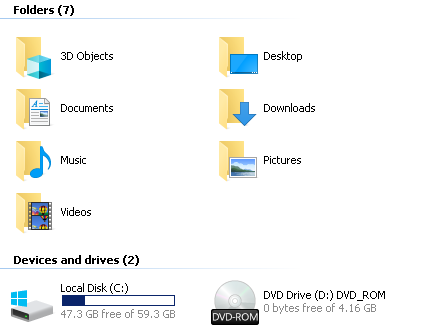 Folders (7)
3D Objects
Desktop
Documents
Downloads
Music
Pictures
Videos
Devices and drives (2)
Local Disk (C:)
47.3 GB free of 59.3 GB
DVD-ROM
DVD Drive (D:) DVD_ROM
0 bytes free of 4.16 GB